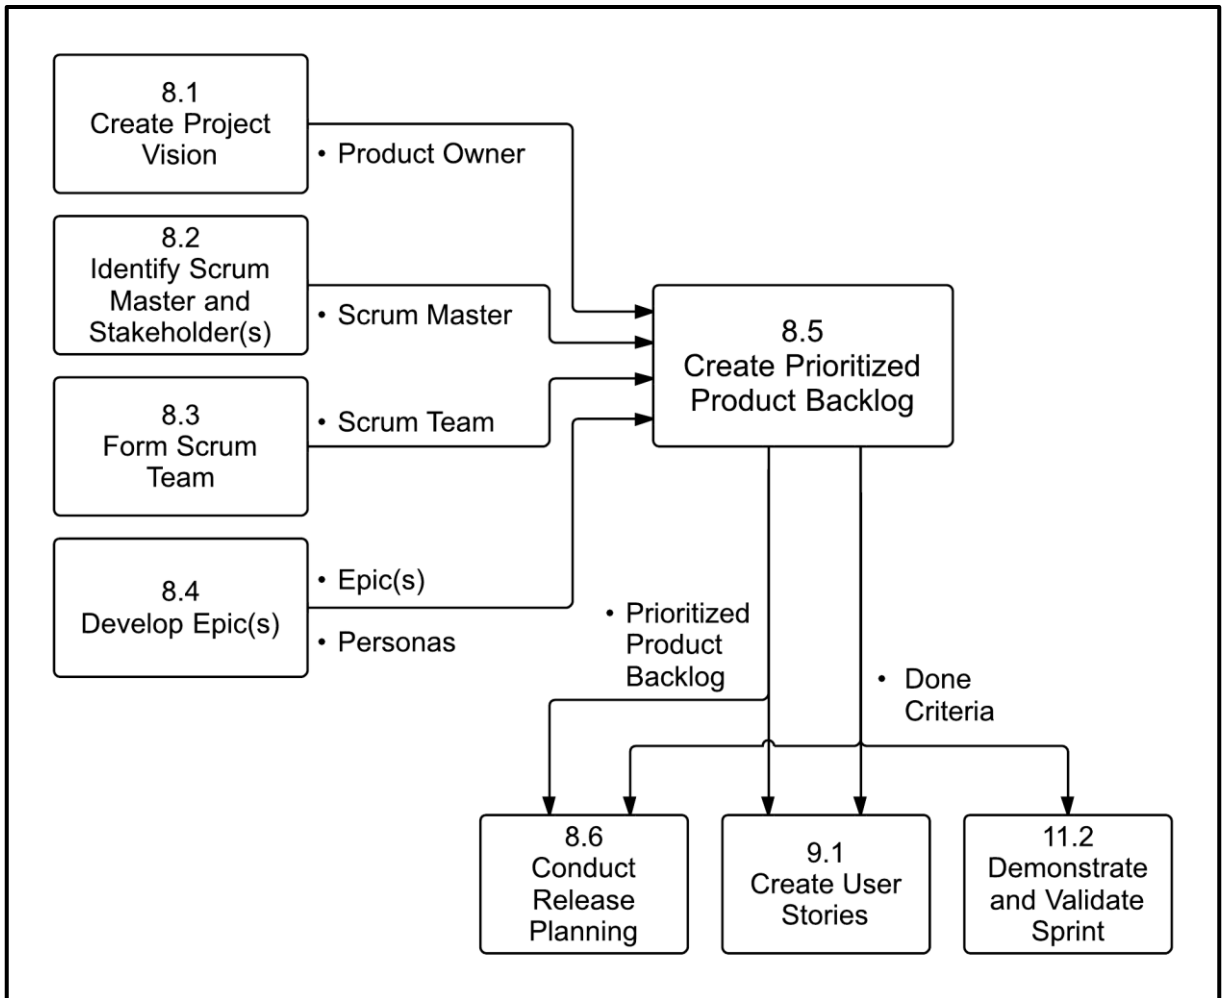 8.1
Create Project
Vision
• Product Owner
8.2
Identify Scrum
Master and
Stakeholder(s)
• Scrum Master
8.3
Form Scrum
Team
• Scrum Team
8.4
Develop Epic(s)
• Epic(s)
• Personas
8.5
Create Prioritized
Product Backlog
• Prioritized
Product
Backlog
• Done
Criteria
8.6
Conduct
Release
Planning
9.1
Create User
Stories
11.2
Demonstrate
and Validate
Sprint